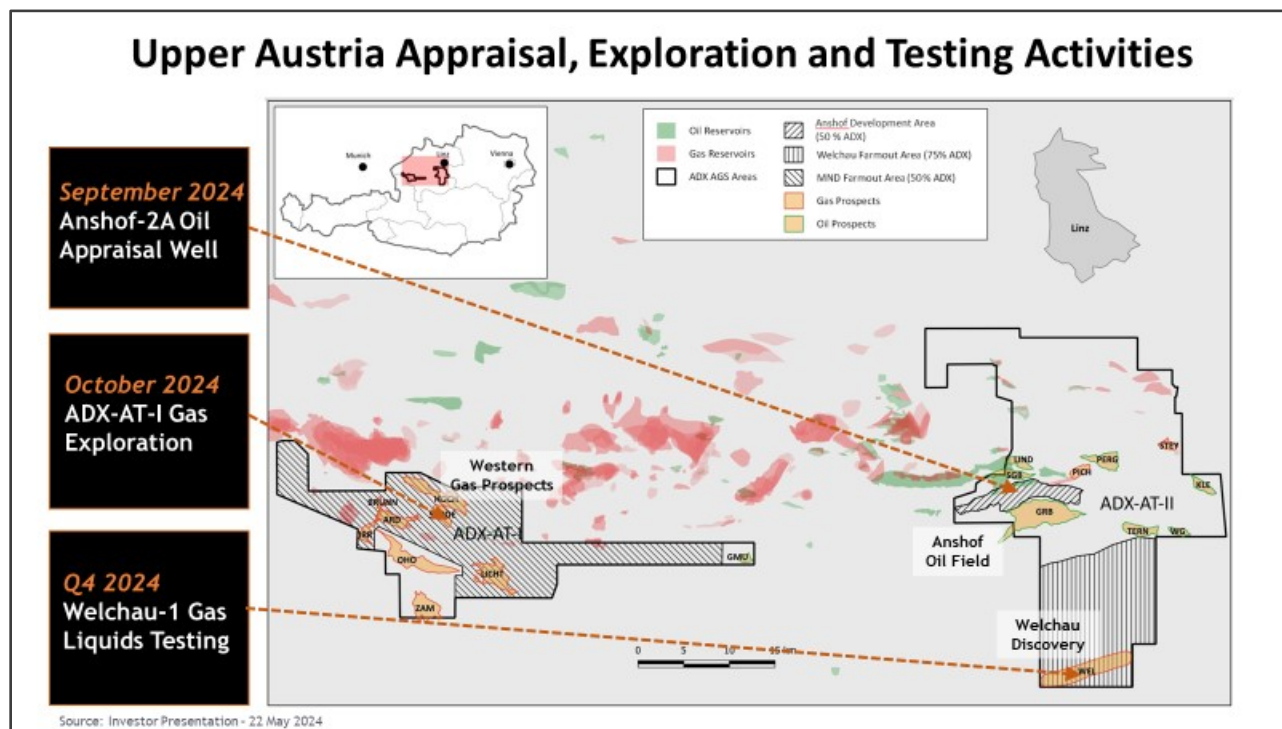 Upper Austria Appraisal, Exploration and Testing Activities
September 2024
Anshof-2A Oil
Appraisal Well
October 2024
ADX-AT-I Gas
Exploration
Q4 2024
Welchau-1 Gas
Liquids Testing
Munich
Linz
Vienna
Oil Reservoirs
Gas Reservoirs
ADX AGS Areas
Anshof Development Area
(50 % ADX)
Welchau Farmout Area (75% ADX)
MND Farmout Area (50% ADX)
Gas Prospects
Oil Prospects
Linz
Western
Gas Prospects
BRUNN
ARD
ADX-AT-I
OHO
LICHT
ZAM
GMU
LIND
SGB
PICH
PERG
STEY
KLE
ADX-AT-II
GRB
TERN
WG
Anshof
Oil Field
Welchau
Discovery
WEL
0 5 10 15 km
Source: Investor Presentation - 22 May 2024